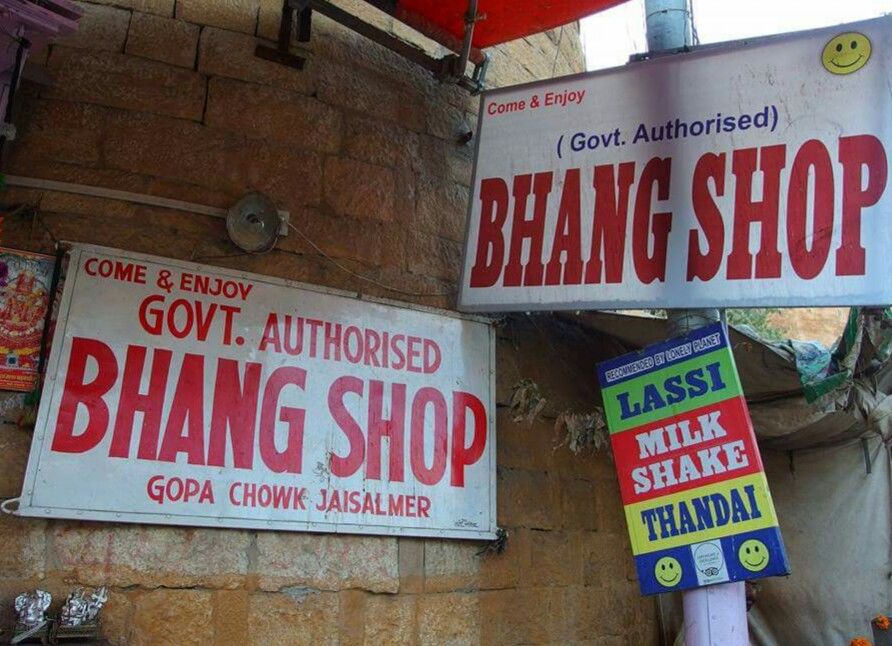 COME & ENJOY
GOVT. AUTHORISED
BHANG SHOP
GOPA CHOWK JAISALMER
Come & Enjoy
( Govt. Authorised)
BHANG SHOP
RECOMMENDED BY LONELY PLANET
LASSI
MILK
SHAKE
THANDAI